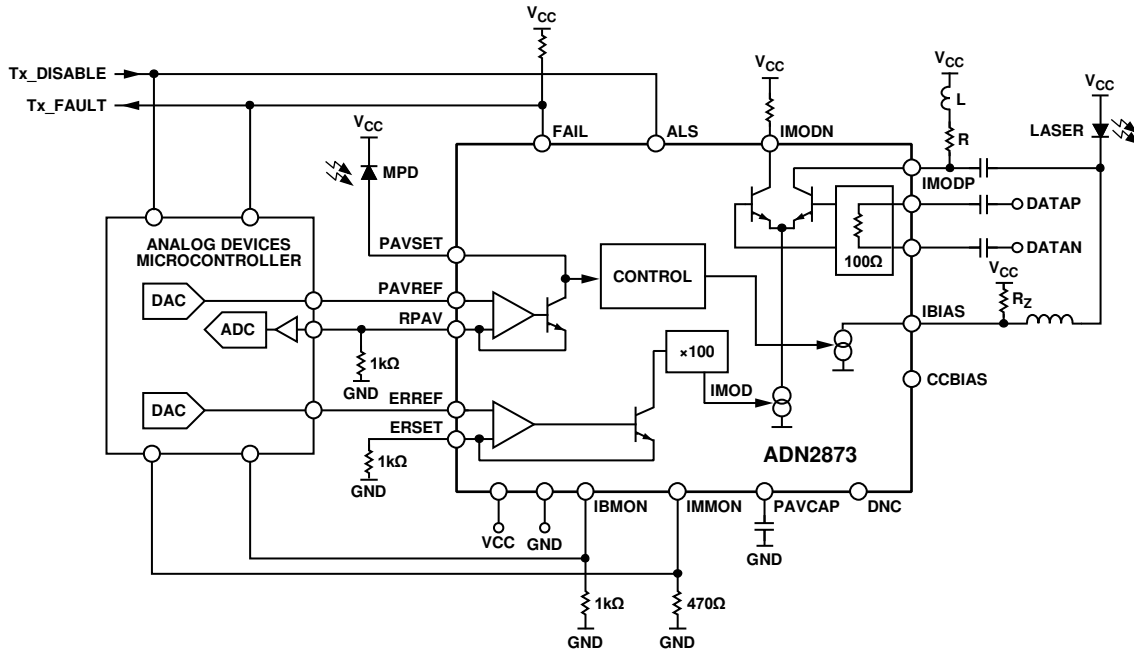 VCC
Tx_DISABLE
Tx_FAULT
VCC
VCC
L
R
VCC
LASER
VCC
MPD
FAIL
ALS
IMODN
IMODP
DATAP
DATAN
100Ω
VCC
RZ
IBIAS
CCBIAS
ANALOG DEVICES
MICROCONTROLLER
DAC
ADC
DAC
PAVSET
PAVREF
RPAV
1kΩ
GND
CONTROL
×100
IMOD
ERREF
ERSET
1kΩ
GND
ADN2873
VCC
GND
IBMON
IMMON
PAVCAP
DNC
GND
1kΩ
GND
470Ω
GND